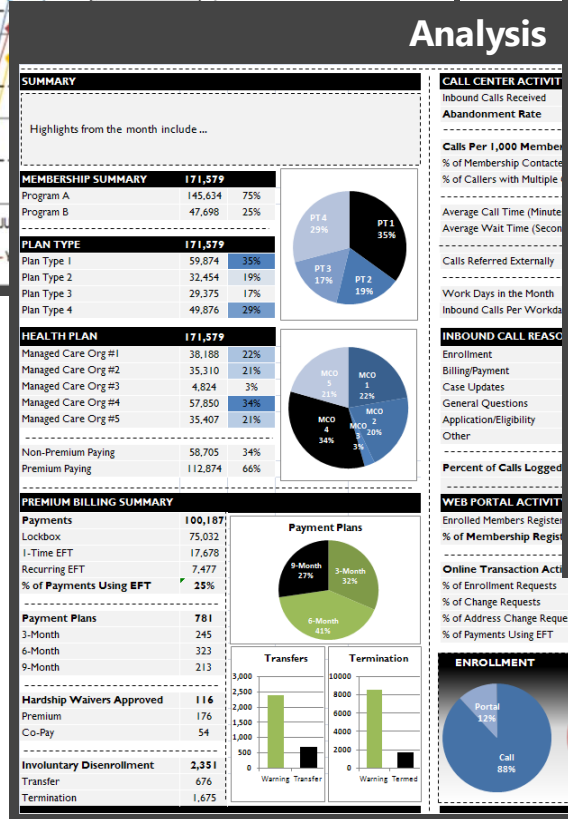 Analysis
SUMMARY
Highlights from the month include ...
MEMBERSHIP SUMMARY 171,579
Program A 145,634 75%
Program B 47,698 25%
PLAN TYPE 171,579
Plan Type 1 59,874 35%
Plan Type 2 32,454 19%
Plan Type 3 29,375 17%
Plan Type 4 49,876 29%
PT 4 29%
PT 1 35%
PT 3 17%
PT 2 19%
HEALTH PLAN 171,579
Managed Care Org #1 38,188 22%
Managed Care Org #2 35,310 21%
Managed Care Org #3 4,824 3%
Managed Care Org #4 57,850 34%
Managed Care Org #5 35,407 21%
Non-Premium Paying 58,705 34%
Premium Paying 112,874 66%
MCO 5 21%
MCO 1 22%
MCO 2 20%
MCO 3 3%
MCO 4 34%
PREMIUM BILLING SUMMARY
Payments 100,187
Lockbox 75,032
1-Time EFT 17,678
Recurring EFT 7,477
% of Payments Using EFT 25%
Payment Plans 781
3-Month 245
6-Month 323
9-Month 213
Hardship Waivers Approved 116
Premium 176
Co-Pay 54
Involuntary Disenrollment 2,351
Transfer 676
Termination 1,675
Payment Plans
9-Month 27%
3-Month 32%
6-Month 41%
Transfers
3,000
2,500
2,000
1,500
1,000
500
0
Warning Transfer
Termination
10000
8000
6000
4000
2000
0
Warning Termed
CALL CENTER ACTIVIT
Inbound Calls Received
Abandonment Rate
Calls Per 1,000 Member
% of Membership Contacte
% of Callers with Multiple
Average Call Time (Minute
Average Wait Time (Secon
Calls Referred Externally
Work Days in the Month
Inbound Calls Per Workda
INBOUND CALL REASO
Enrollment
Billing/Payment
Case Updates
General Questions
Application/Eligibility
Other
Percent of Calls Logged
WEB PORTAL ACTIVIT
Enrolled Members Register
% of Membership Regist
Online Transaction Acti
% of Enrollment Requests
% of Change Requests
% of Address Change Reque
% of Payments Using EFT
ENROLLMENT
Portal 12%
Call 88%